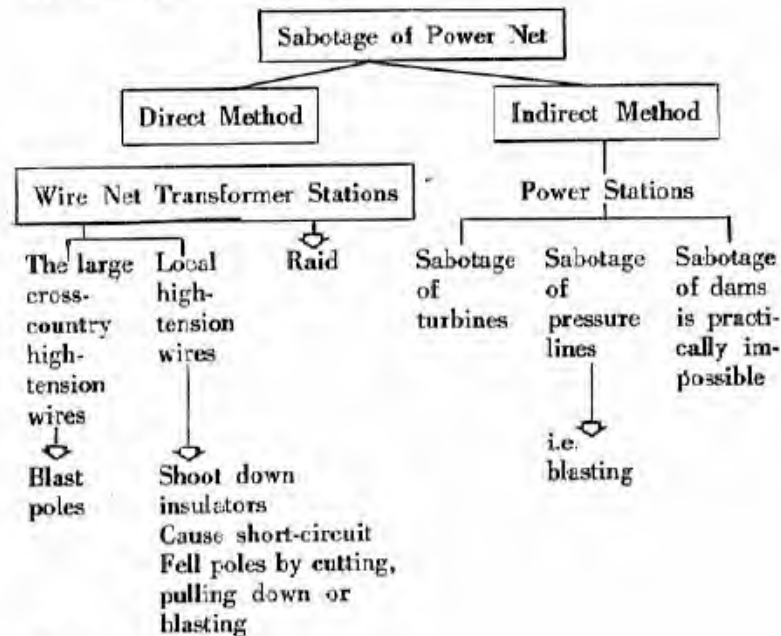 Sabotage of Power Net
Direct Method
Indirect Method
Wire Net Transformer Stations
Power Stations
The large
cross-
country
high-
tension
wires
Local
high-
tension
wires
Raid
Sabotage
of
turbines
Sabotage
of
pressure
lines
Sabotage
of dams
is practi-
cally im-
possible
Blast
poles
Shoot down
insulators
Cause short-circuit
Fell poles by cutting,
pulling down or
blasting
i.e.
blasting